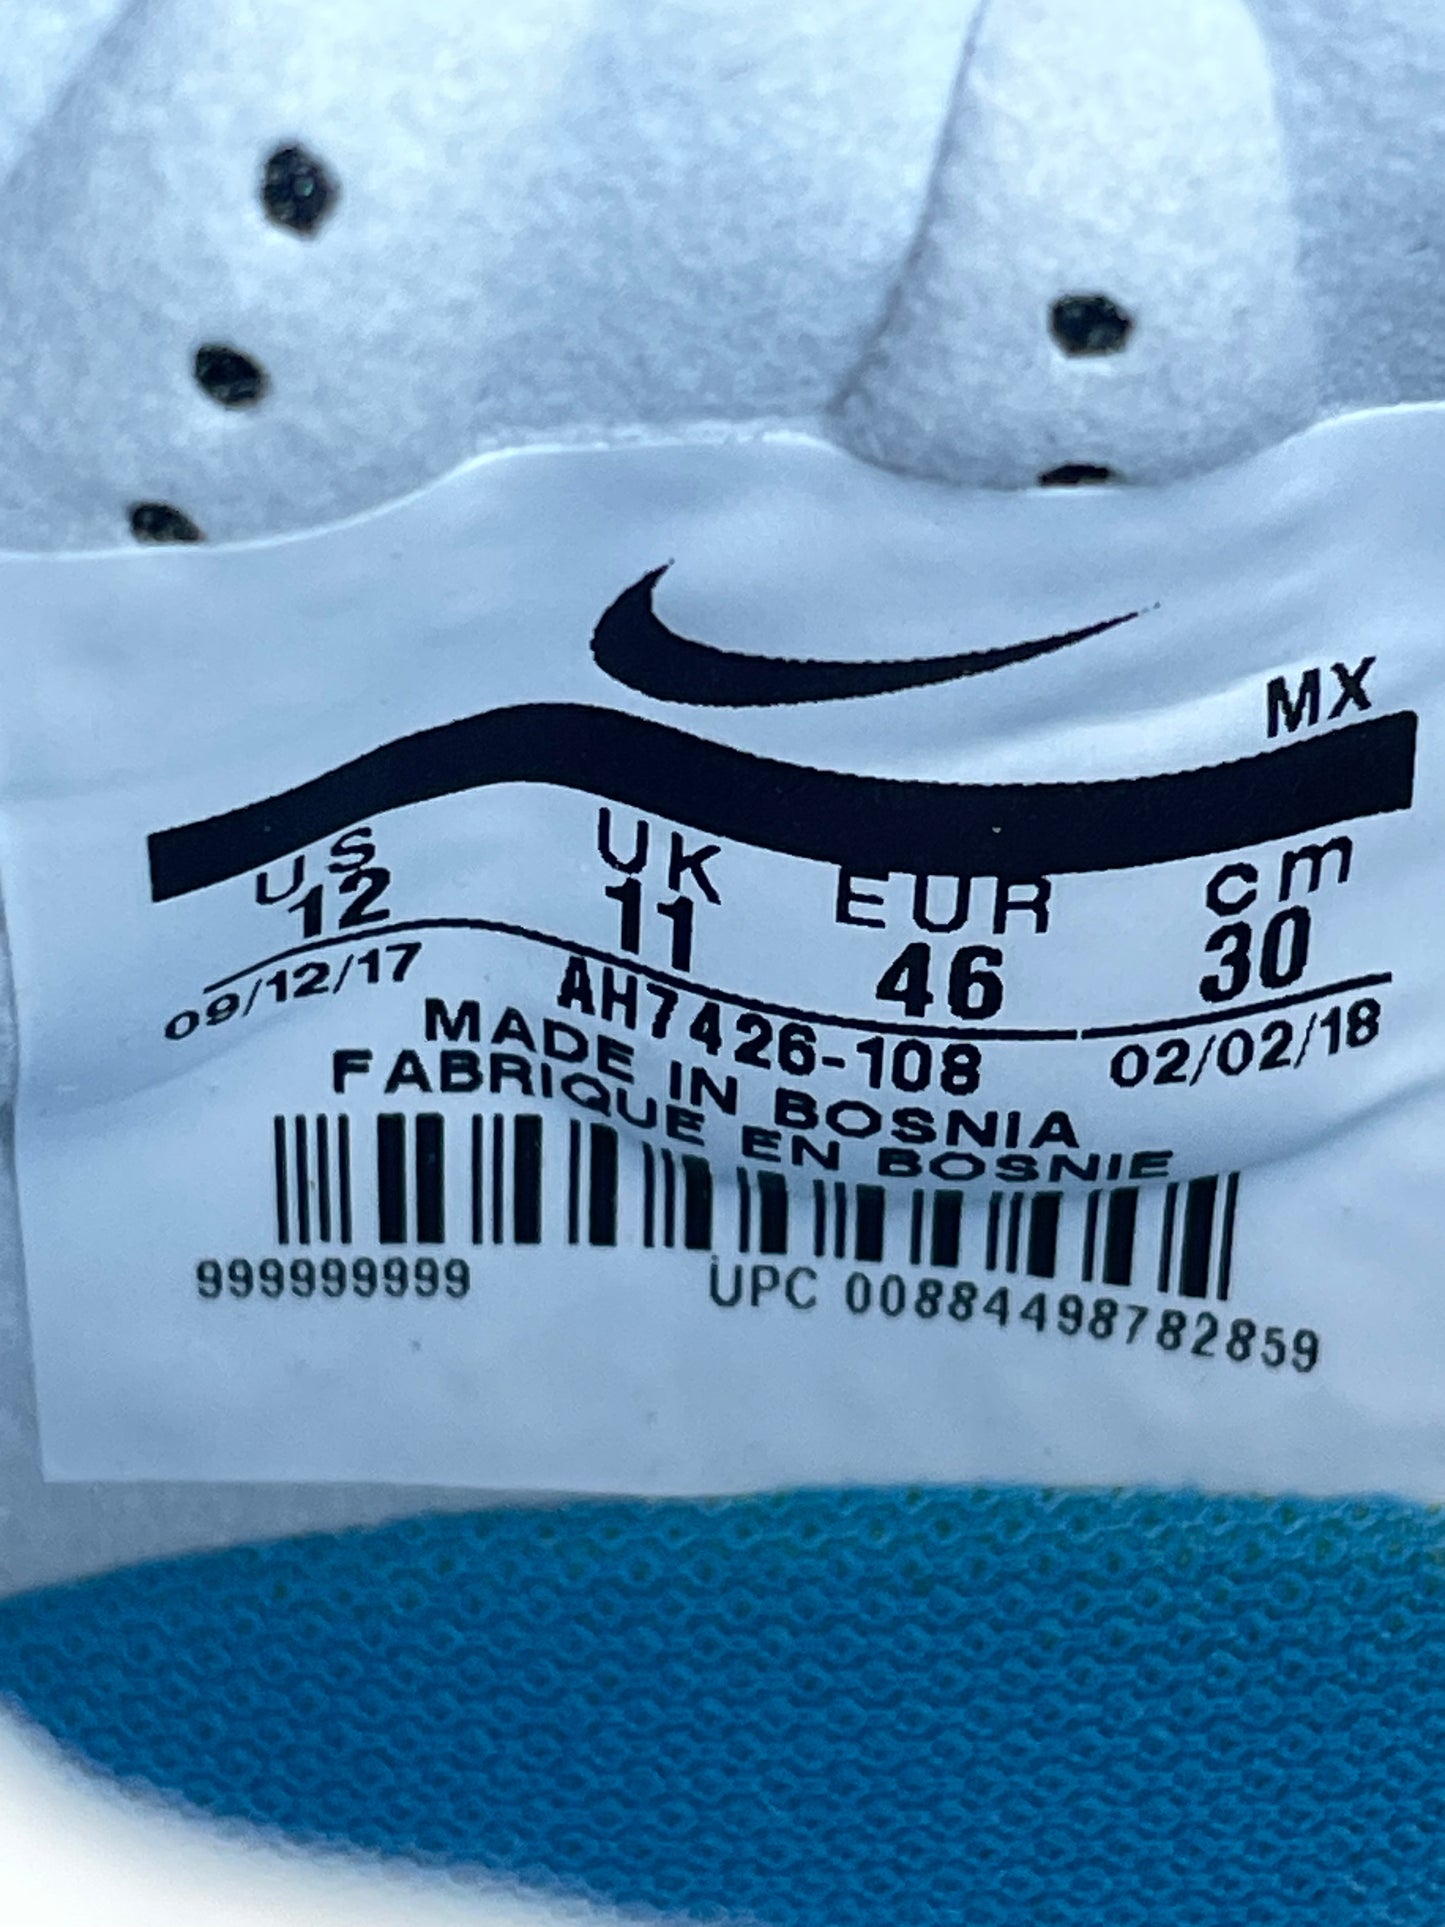 MX
US UK EUR cm
12 11 46 30
09/12/17 AH7426-108 02/02/18
MADE IN BOSNIA
FABRIQUE EN BOSNIE
9999999999 UPC 00884498782859